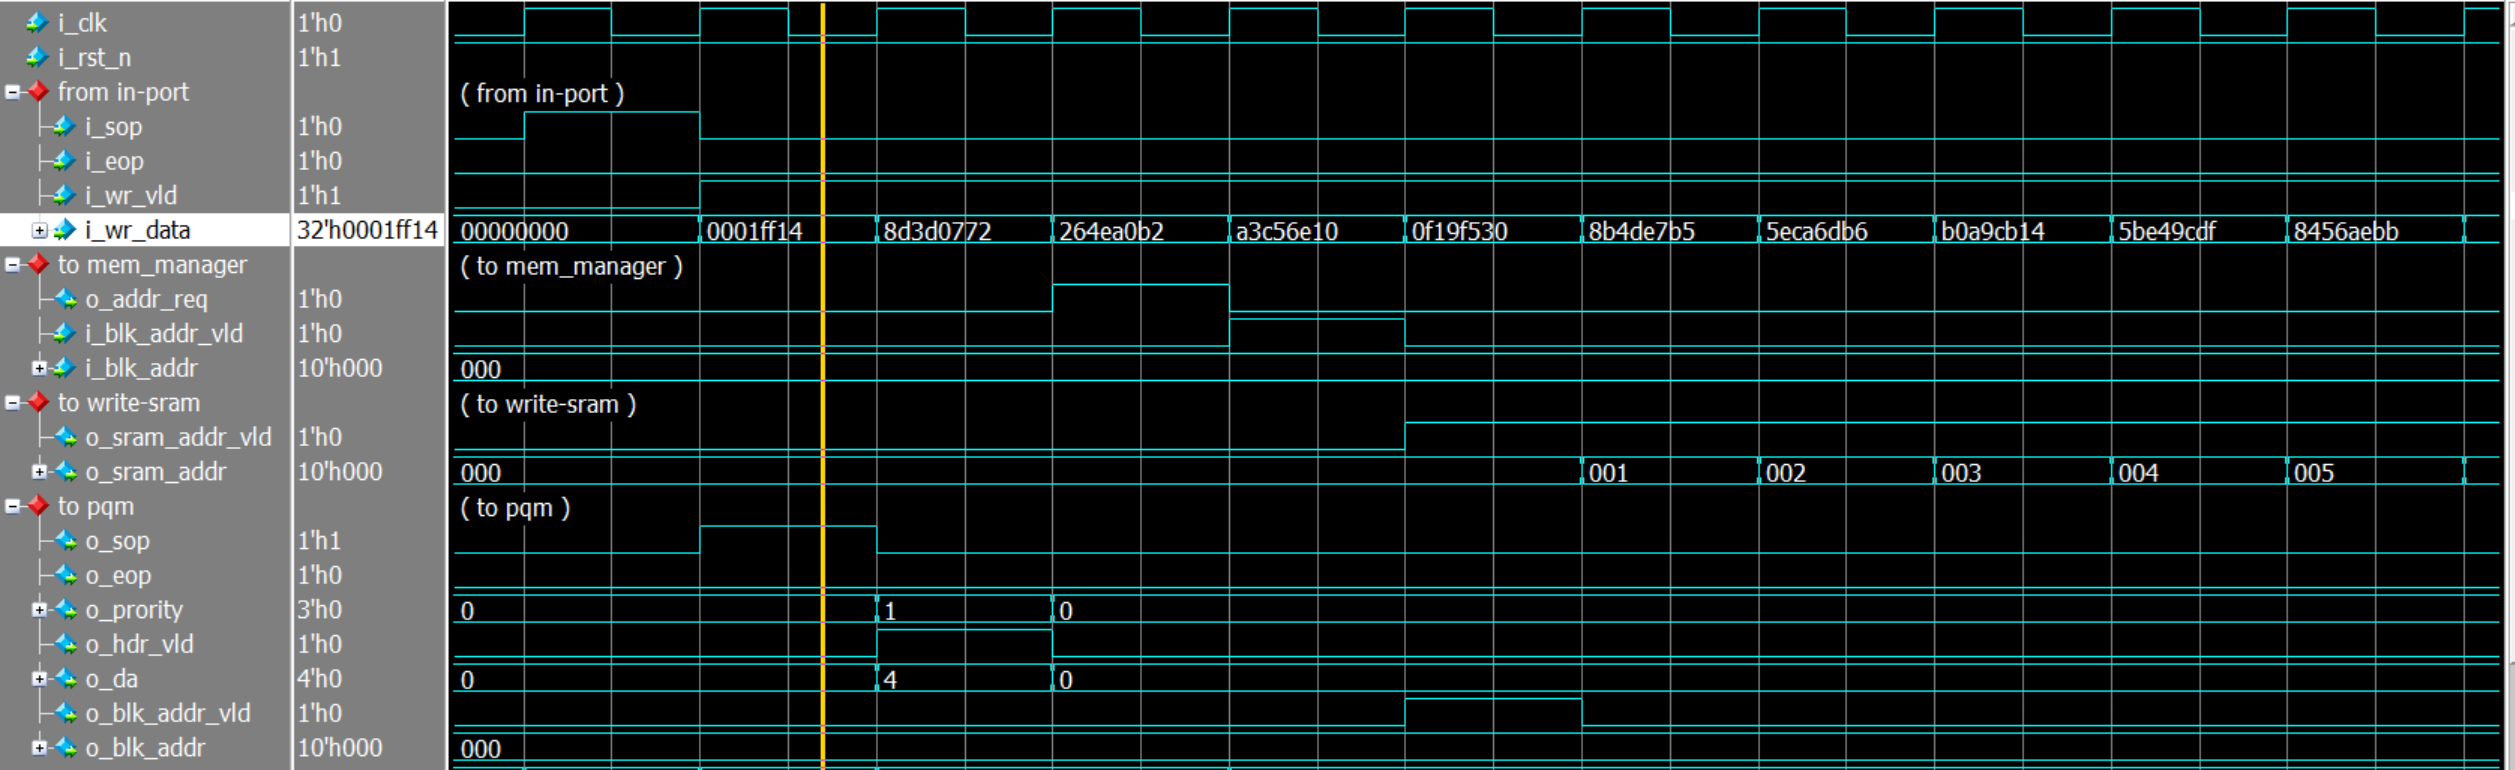 i_clk 1'h0
i_rst_n 1'h1
from in-port ( from in-port )
i_sop 1'h0
i_eop 1'h0
i_wr_vld 1'h1
i_wr_data 32'h0001ff14 00000000 0001ff14 8d3d0772 264ea0b2 a3c56e10 0f19f530 8b4de7b5 5eca6db6 b0a9cb14 5be49cdf 8456aebb
to mem_manager ( to mem_manager )
o_addr_req 1'h0
i_blk_addr_vld 1'h0
i_blk_addr 10'h000 000
to write-sram ( to write-sram )
o_sram_addr_vld 1'h0
o_sram_addr 10'h000 000 001 002 003 004 005
to pqm ( to pqm )
o_sop 1'h1
o_eop 1'h0
o_prority 3'h0 0 1 0
o_hdr_vld 1'h0
o_da 4'h0 0 4 0
o_blk_addr_vld 1'h0
o_blk_addr 10'h000 000